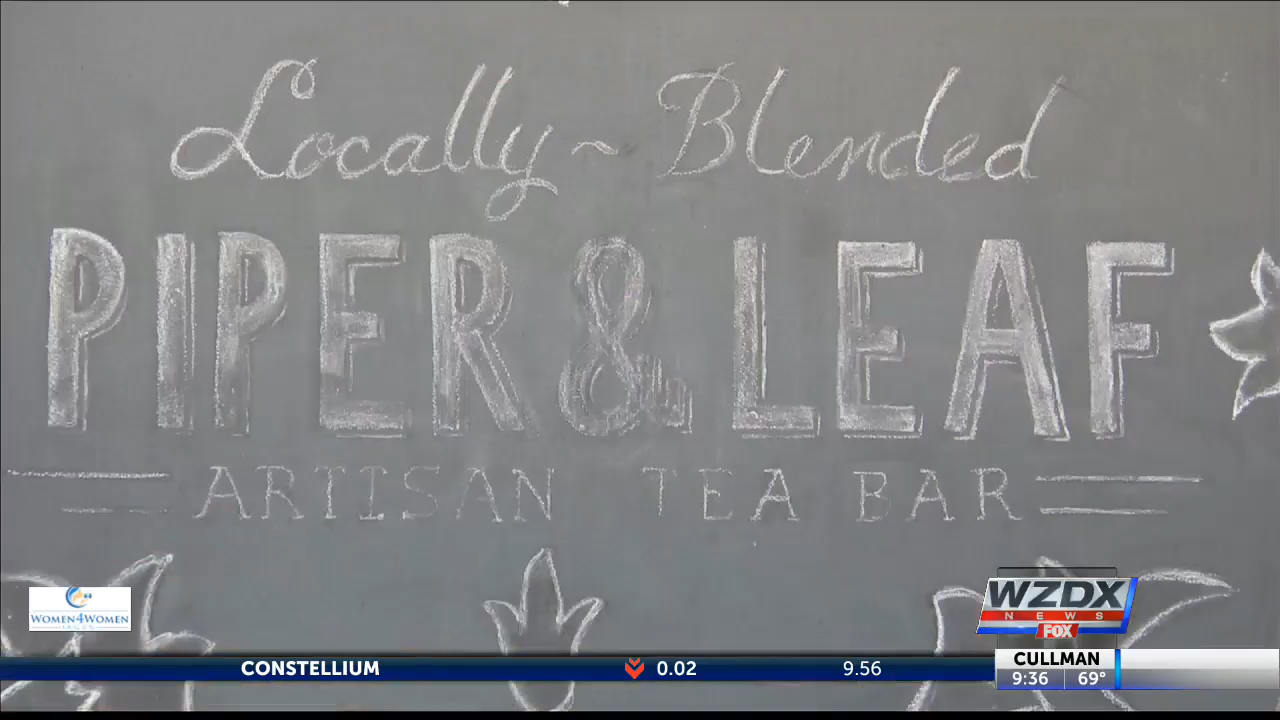 Locally ~ Blended
PIPER & LEAF
ARTISAN TEA BAR
WOMEN4WOMEN
WZDX
NEWS
FOX
CONSTELLIUM 0.02 9.56
CULLMAN
9:36 69°